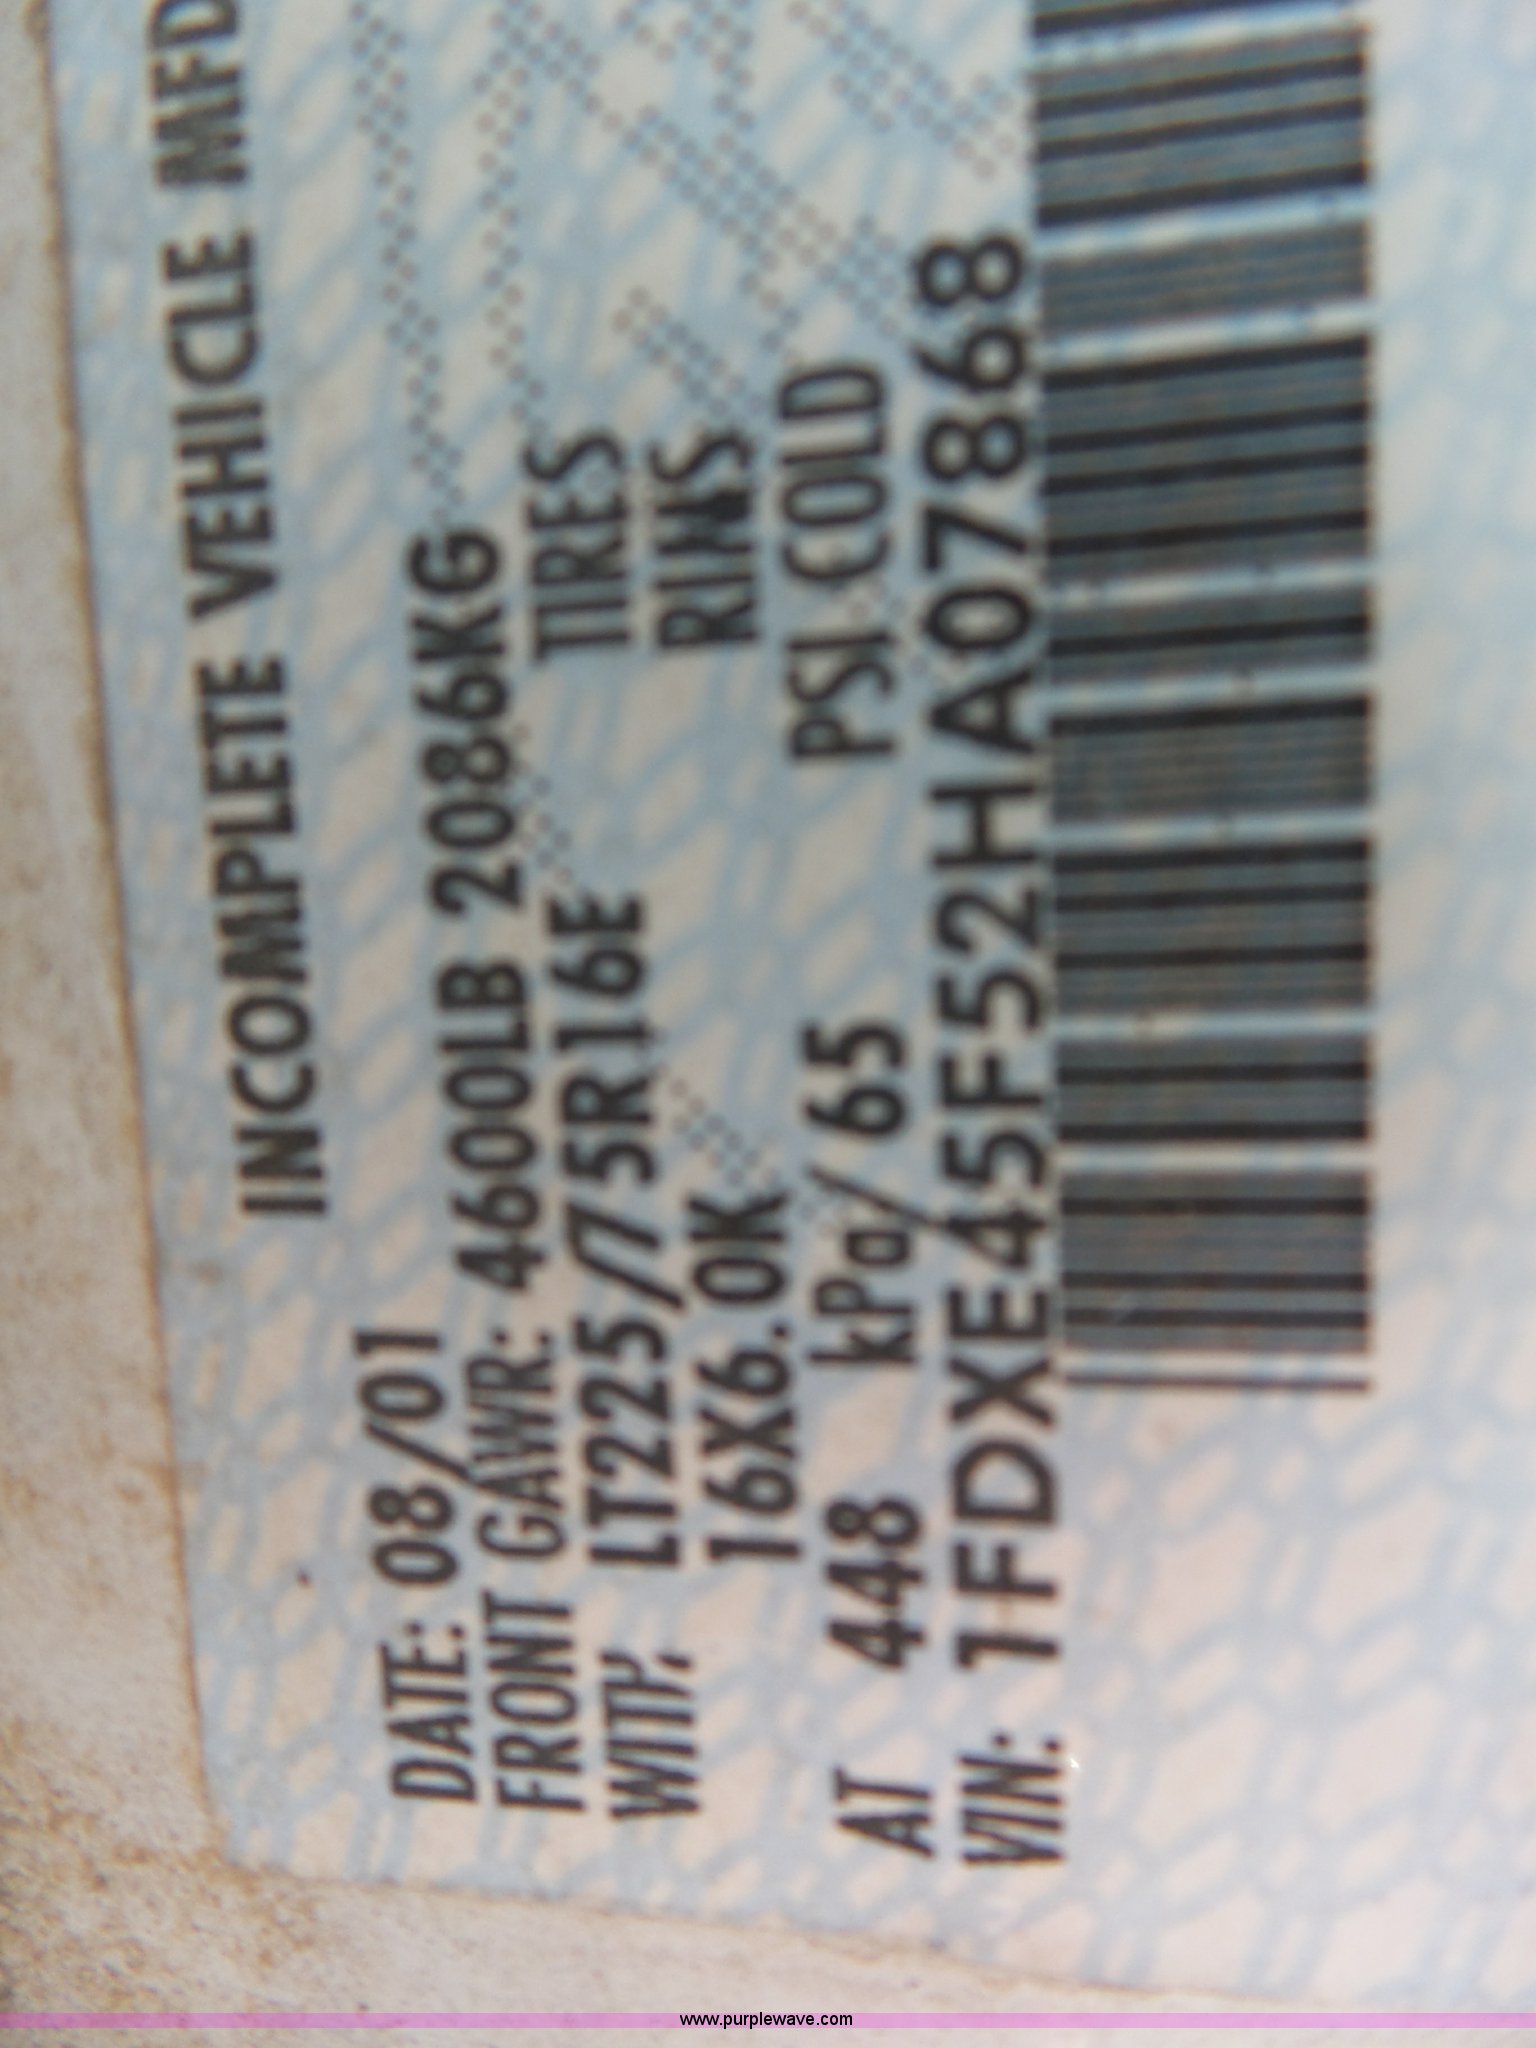 INCOMPLETE VEHICLE MFD
DATE: 08/01
FRONT GAWR: 4600LB 2086KG
WITH LT225/75R16E TIRES
16X6.0K RIMS
AT 448 kPa/65 PSI COLD
VIN: 1FDXE45F52HA07868
www.purplewave.com